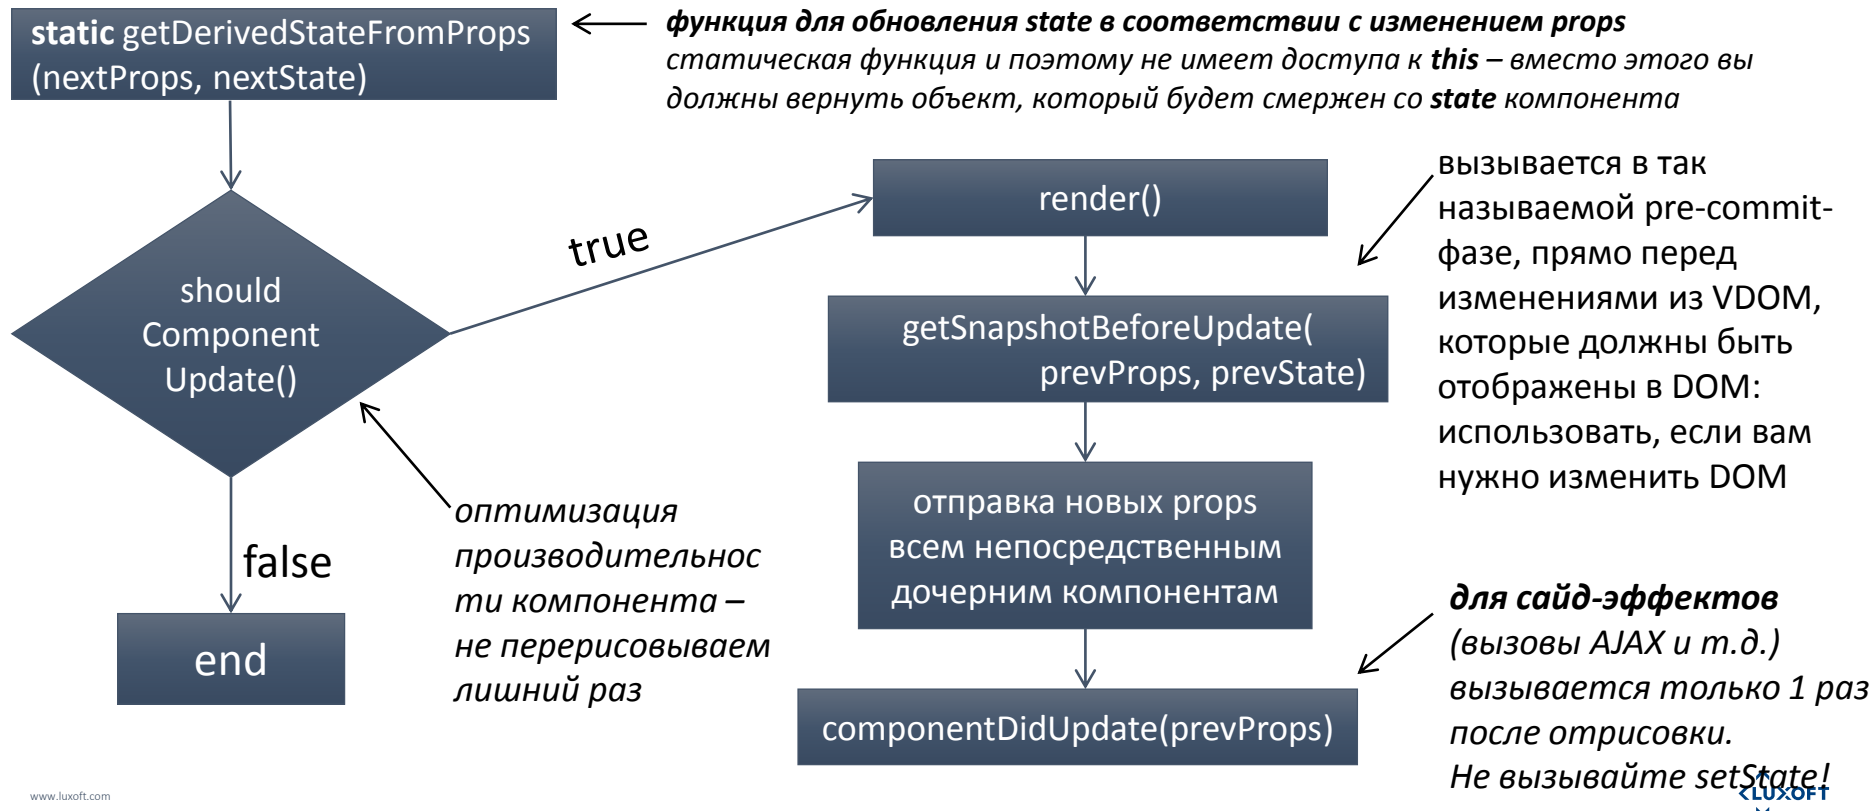 static getDerivedStateFromProps
(nextProps, nextState)
функция для обновления state в соответствии с изменением props
статическая функция и поэтому не имеет доступа к this – вместо этого вы
должны вернуть объект, который будет смержен со state компонента
should
Component
Update()
true
false
end
оптимизация
производительнос
ти компонента –
не перерисовываем
лишний раз
render()
getSnapshotBeforeUpdate(
prevProps, prevState)
отправка новых props
всем непосредственным
дочерним компонентам
componentDidUpdate(prevProps)
вызывается в так
называемой pre-commit-
фазе, прямо перед
изменениями из VDOM,
которые должны быть
отображены в DOM:
использовать, если вам
нужно изменить DOM
для сайд-эффектов
(вызовы AJAX и т.д.)
вызывается только 1 раз
после отрисовки.
Не вызывайте setState!
www.luxoft.com
LUXOFT